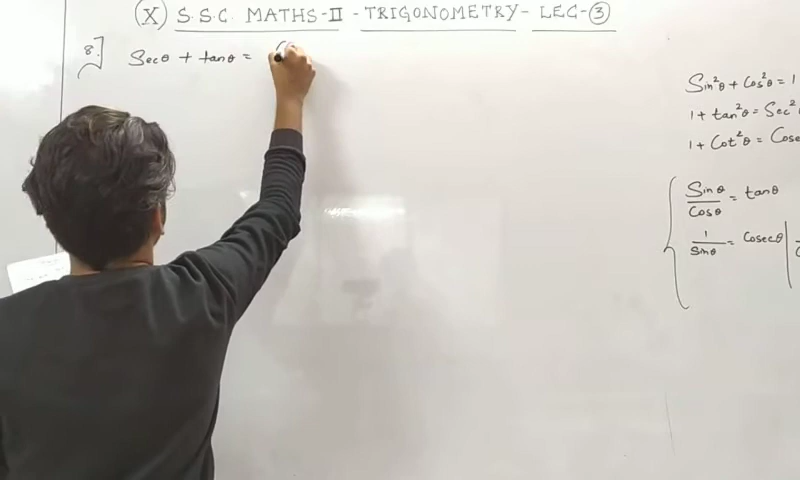 (X) S.S.C. MATHS-II - TRIGONOMETRY - LEC-③
8.] Secθ + tanθ =
Sin²θ + Cos²θ = 1
1 + tan²θ = Sec²
1 + Cot²θ = Cose
Sinθ/Cosθ = tanθ
1/Sinθ = Cosecθ